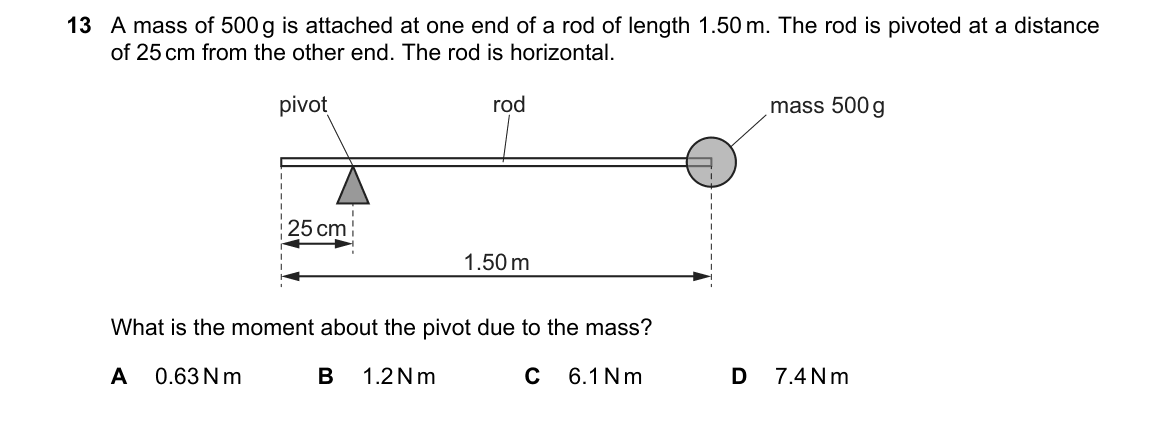 13 A mass of 500 g is attached at one end of a rod of length 1.50 m. The rod is pivoted at a distance
of 25 cm from the other end. The rod is horizontal.
pivot rod mass 500 g
25 cm
1.50 m
What is the moment about the pivot due to the mass?
A 0.63 N m B 1.2 N m C 6.1 N m D 7.4 N m